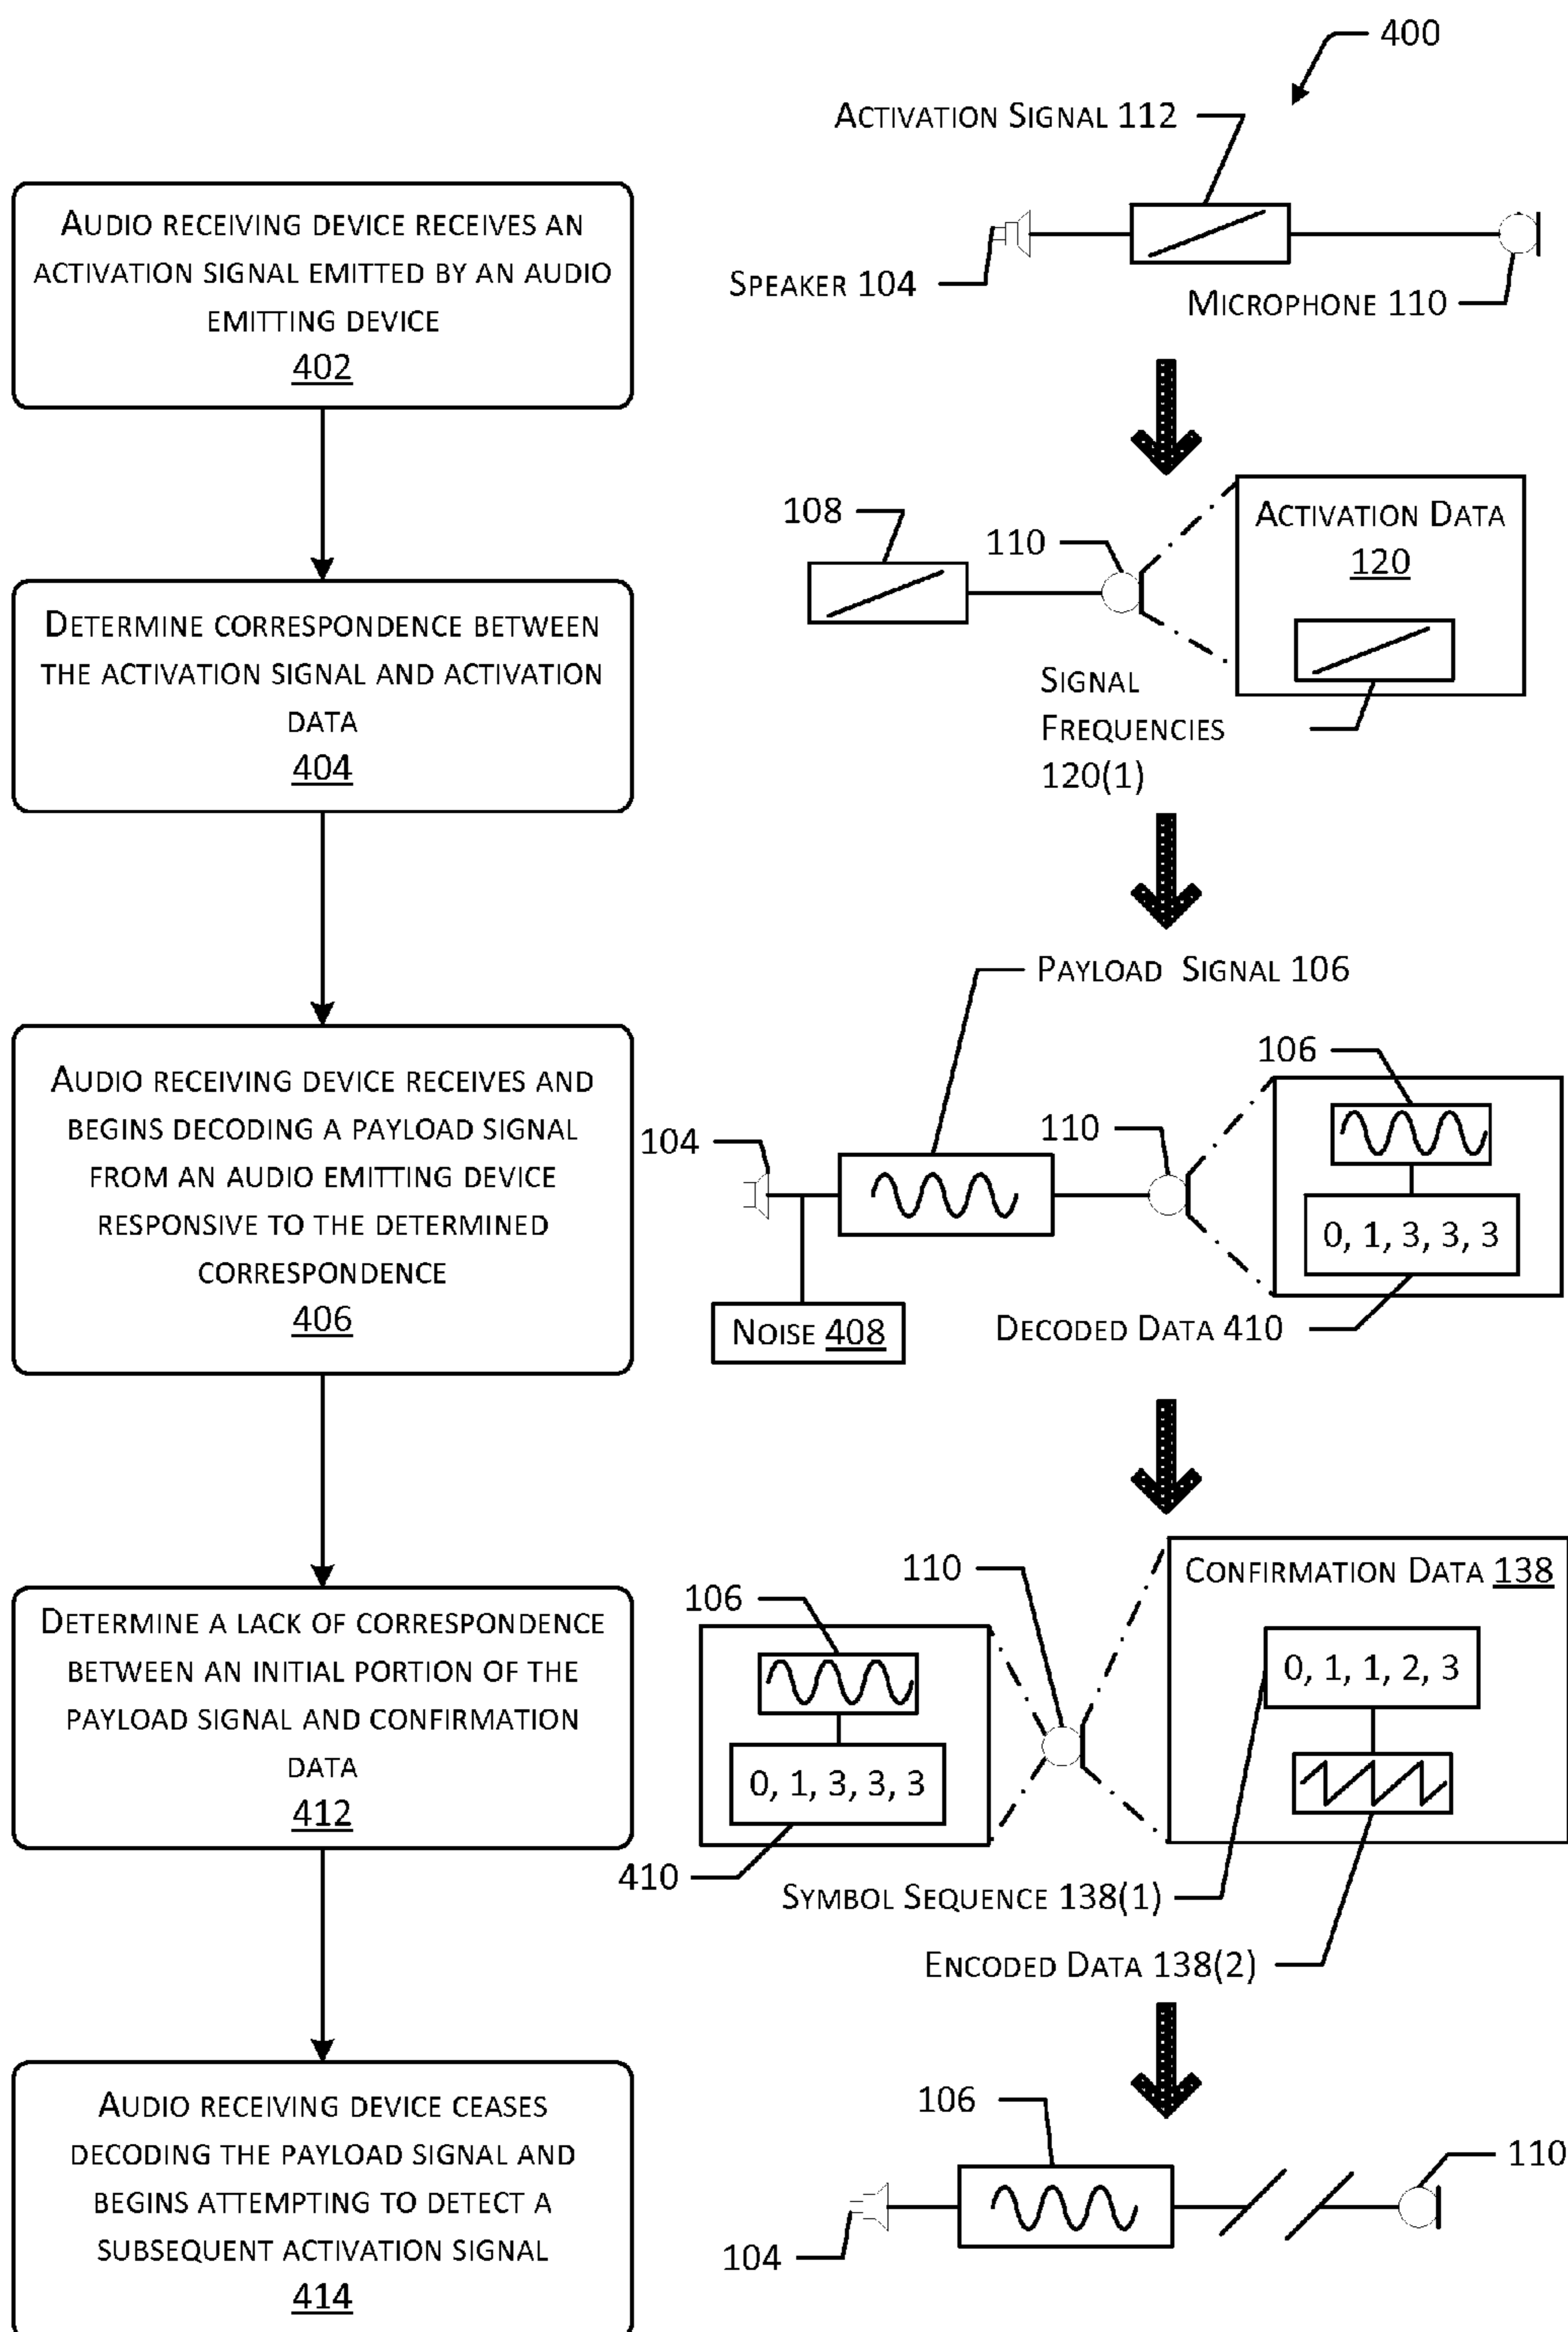 400
ACTIVATION SIGNAL 112
SPEAKER 104
MICROPHONE 110
AUDIO RECEIVING DEVICE RECEIVES AN
ACTIVATION SIGNAL EMITTED BY AN AUDIO
EMITTING DEVICE
402
108
110
ACTIVATION DATA
120
SIGNAL
FREQUENCIES
120(1)
DETERMINE CORRESPONDENCE BETWEEN
THE ACTIVATION SIGNAL AND ACTIVATION
DATA
404
PAYLOAD SIGNAL 106
106
104
110
0, 1, 3, 3, 3
NOISE 408
DECODED DATA 410
AUDIO RECEIVING DEVICE RECEIVES AND
BEGINS DECODING A PAYLOAD SIGNAL
FROM AN AUDIO EMITTING DEVICE
RESPONSIVE TO THE DETERMINED
CORRESPONDENCE
406
110
CONFIRMATION DATA 138
106
0, 1, 1, 2, 3
0, 1, 3, 3, 3
410
SYMBOL SEQUENCE 138(1)
ENCODED DATA 138(2)
DETERMINE A LACK OF CORRESPONDENCE
BETWEEN AN INITIAL PORTION OF THE
PAYLOAD SIGNAL AND CONFIRMATION
DATA
412
106
110
104
AUDIO RECEIVING DEVICE CEASES
DECODING THE PAYLOAD SIGNAL AND
BEGINS ATTEMPTING TO DETECT A
SUBSEQUENT ACTIVATION SIGNAL
414